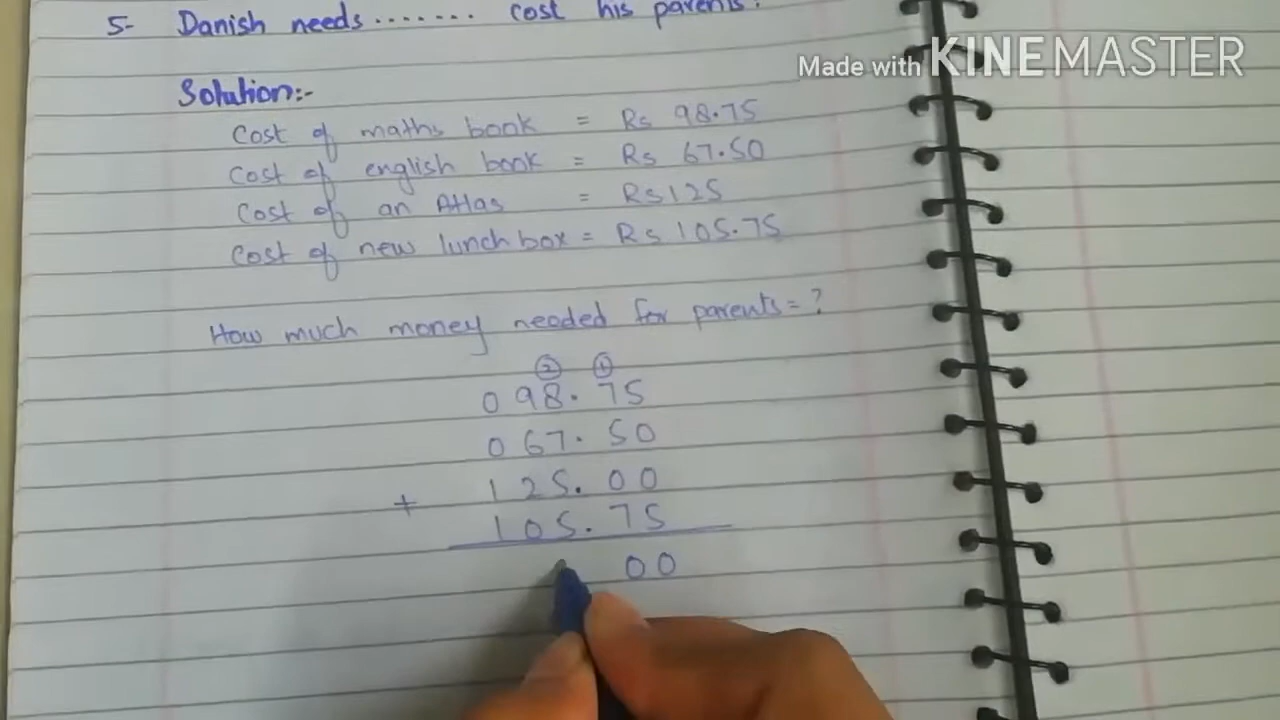 5- Danish needs........ cost his parents?
Made with KINEMASTER
Solution:-
Cost of maths book = Rs 98.75
Cost of english book = Rs 67.50
Cost of an Atlas = Rs 125
Cost of new lunch box = Rs 105.75
How much money needed for parents = ?
2 1
098.75
067.50
125.00
+ 105.75
00